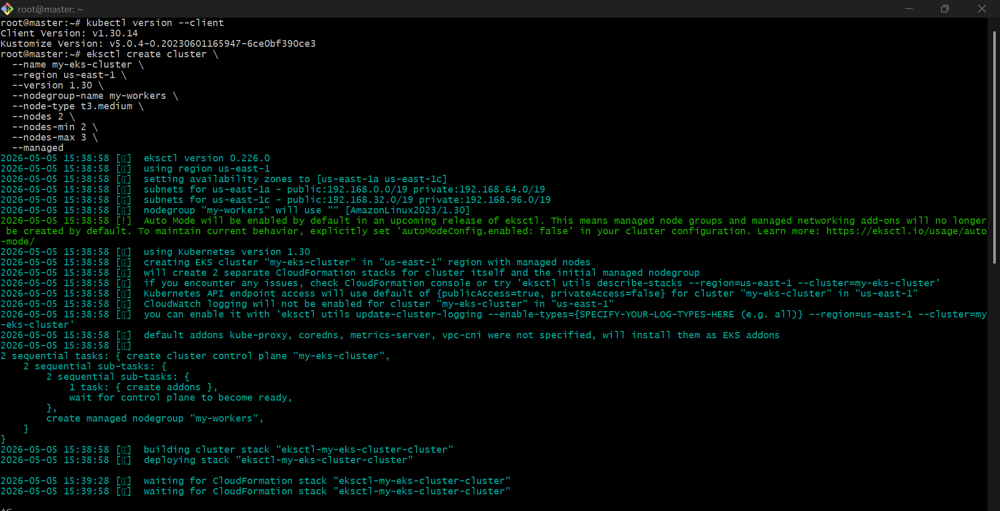 root@master: ~
root@master:~# kubectl version --client
Client Version: v1.30.14
Kustomize Version: v5.0.4-0.20230601165947-6ce0bf390ce3
root@master:~# eksctl create cluster \
  --name my-eks-cluster \
  --region us-east-1 \
  --version 1.30 \
  --nodegroup-name my-workers \
  --node-type t3.medium \
  --nodes 2 \
  --nodes-min 2 \
  --nodes-max 3 \
  --managed
2026-05-05 15:38:58 [ℹ]  eksctl version 0.226.0
2026-05-05 15:38:58 [ℹ]  using region us-east-1
2026-05-05 15:38:58 [ℹ]  setting availability zones to [us-east-1a us-east-1c]
2026-05-05 15:38:58 [ℹ]  subnets for us-east-1a - public:192.168.0.0/19 private:192.168.64.0/19
2026-05-05 15:38:58 [ℹ]  subnets for us-east-1c - public:192.168.32.0/19 private:192.168.96.0/19
2026-05-05 15:38:58 [ℹ]  nodegroup "my-workers" will use "" [AmazonLinux2023/1.30]
2026-05-05 15:38:58 [!]  Auto Mode will be enabled by default in an upcoming release of eksctl. This means managed node groups and managed networking add-ons will no longer
 be created by default. To maintain current behavior, explicitly set 'autoModeConfig.enabled: false' in your cluster configuration. Learn more: https://eksctl.io/usage/auto
-mode/
2026-05-05 15:38:58 [ℹ]  using Kubernetes version 1.30
2026-05-05 15:38:58 [ℹ]  creating EKS cluster "my-eks-cluster" in "us-east-1" region with managed nodes
2026-05-05 15:38:58 [ℹ]  will create 2 separate CloudFormation stacks for cluster itself and the initial managed nodegroup
2026-05-05 15:38:58 [ℹ]  if you encounter any issues, check CloudFormation console or try 'eksctl utils describe-stacks --region=us-east-1 --cluster=my-eks-cluster'
2026-05-05 15:38:58 [ℹ]  Kubernetes API endpoint access will use default of {publicAccess=true, privateAccess=false} for cluster "my-eks-cluster" in "us-east-1"
2026-05-05 15:38:58 [ℹ]  CloudWatch logging will not be enabled for cluster "my-eks-cluster" in "us-east-1"
2026-05-05 15:38:58 [ℹ]  you can enable it with 'eksctl utils update-cluster-logging --enable-types={SPECIFY-YOUR-LOG-TYPES-HERE (e.g. all)} --region=us-east-1 --cluster=my
-eks-cluster'
2026-05-05 15:38:58 [ℹ]  default addons kube-proxy, coredns, metrics-server, vpc-cni were not specified, will install them as EKS addons
2026-05-05 15:38:58 [ℹ]
2 sequential tasks: { create cluster control plane "my-eks-cluster",
    2 sequential sub-tasks: {
        2 sequential sub-tasks: {
            1 task: { create addons },
            wait for control plane to become ready,
        },
        create managed nodegroup "my-workers",
    }
}
2026-05-05 15:38:58 [ℹ]  building cluster stack "eksctl-my-eks-cluster-cluster"
2026-05-05 15:38:58 [ℹ]  deploying stack "eksctl-my-eks-cluster-cluster"
2026-05-05 15:39:28 [ℹ]  waiting for CloudFormation stack "eksctl-my-eks-cluster-cluster"
2026-05-05 15:39:58 [ℹ]  waiting for CloudFormation stack "eksctl-my-eks-cluster-cluster"